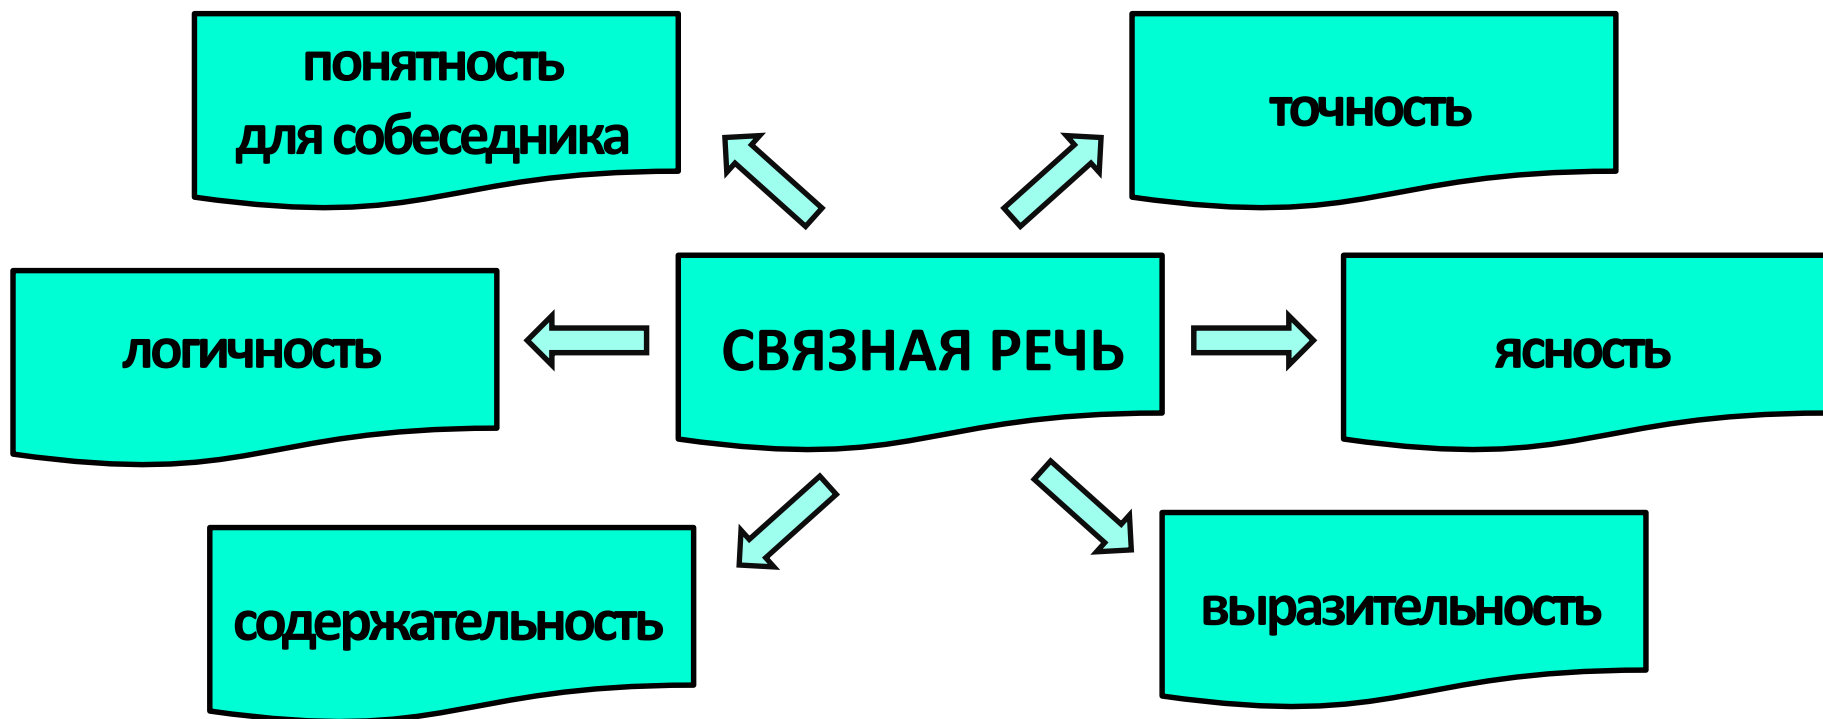 понятность
для собеседника
точность
логичность
СВЯЗНАЯ РЕЧЬ
ясность
содержательность
выразительность